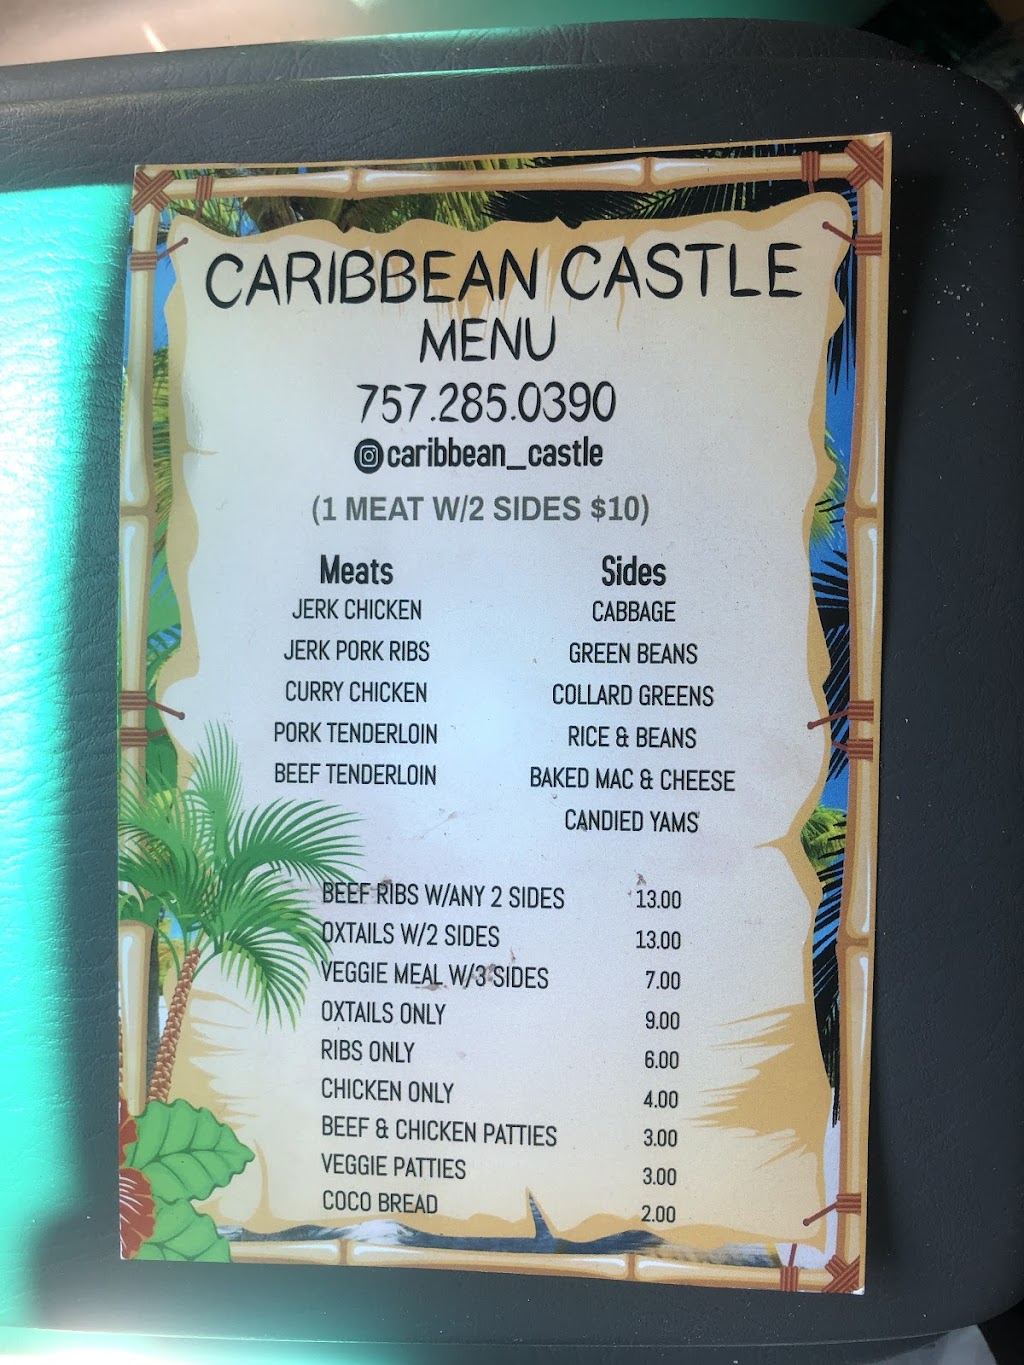 CARIBBEAN CASTLE
MENU
757.285.0390
caribbean_castle
(1 MEAT W/2 SIDES $10)
Meats
JERK CHICKEN
JERK PORK RIBS
CURRY CHICKEN
PORK TENDERLOIN
BEEF TENDERLOIN
Sides
CABBAGE
GREEN BEANS
COLLARD GREENS
RICE & BEANS
BAKED MAC & CHEESE
CANDIED YAMS
BEEF RIBS W/ANY 2 SIDES 13.00
OXTAILS W/2 SIDES 13.00
VEGGIE MEAL W/3 SIDES 7.00
OXTAILS ONLY 9.00
RIBS ONLY 6.00
CHICKEN ONLY 4.00
BEEF & CHICKEN PATTIES 3.00
VEGGIE PATTIES 3.00
COCO BREAD 2.00